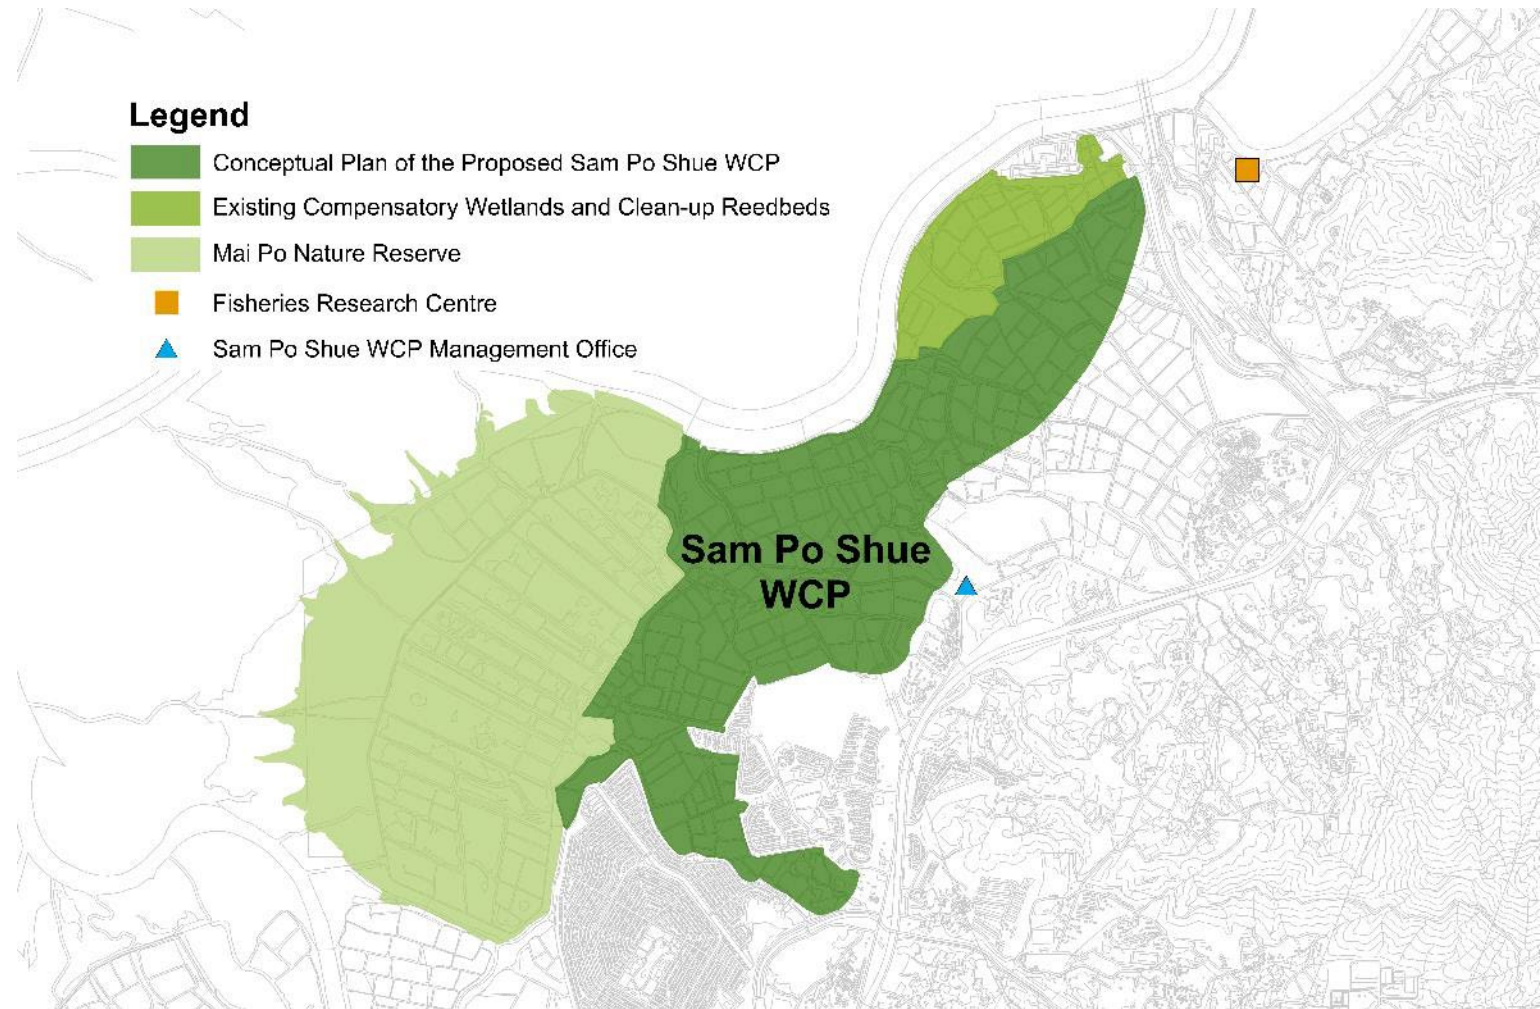 Legend
Conceptual Plan of the Proposed Sam Po Shue WCP
Existing Compensatory Wetlands and Clean-up Reedbeds
Mai Po Nature Reserve
Fisheries Research Centre
Sam Po Shue WCP Management Office
Sam Po Shue
WCP